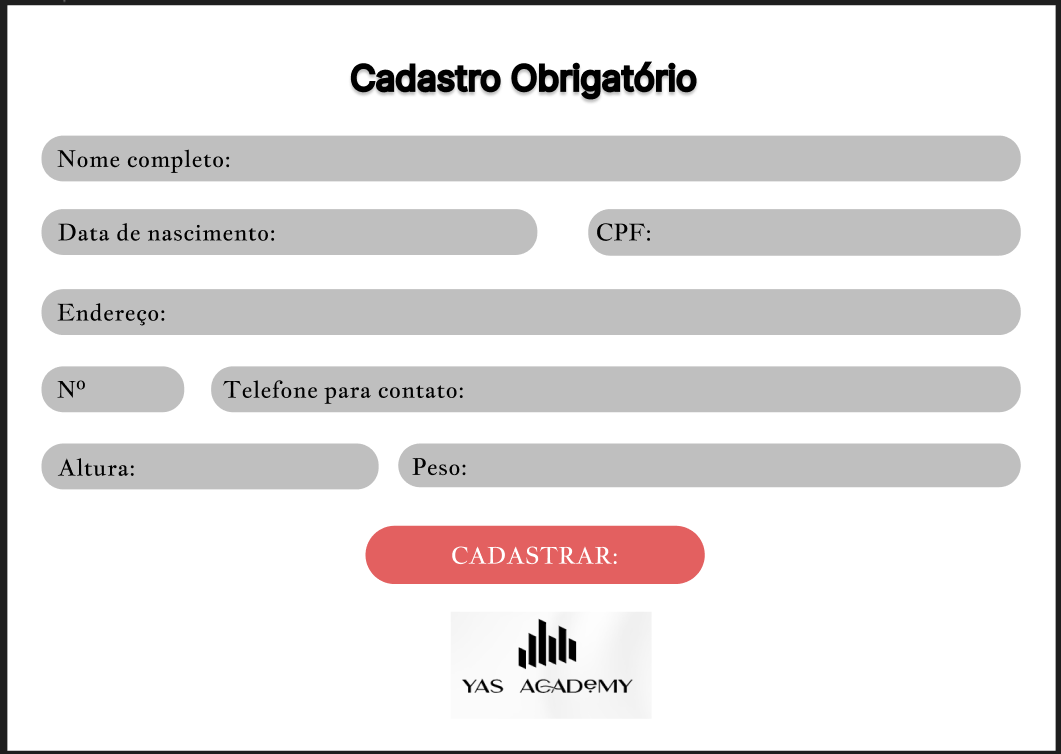 Cadastro Obrigatório
Nome completo:
Data de nascimento: CPF:
Endereço:
Nº Telefone para contato:
Altura: Peso:
CADASTRAR:
YAS ACADeMY